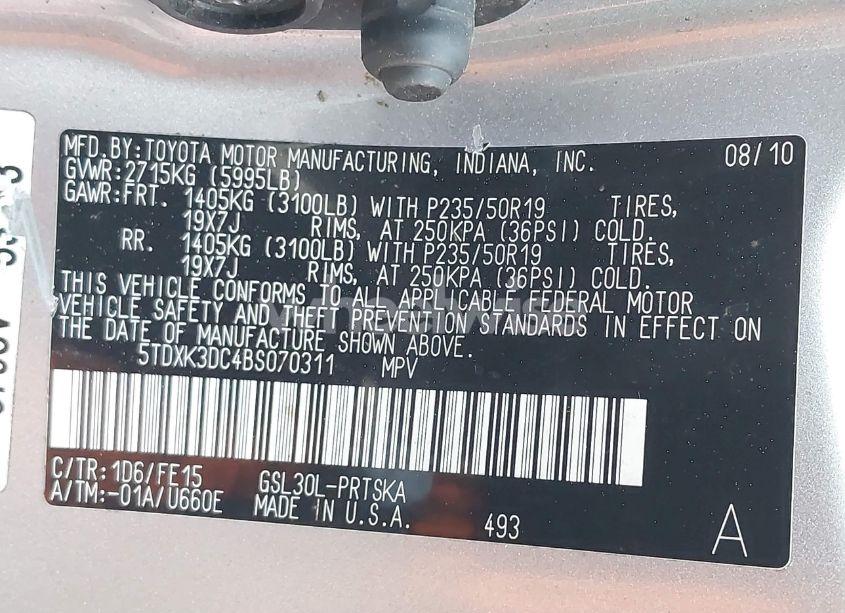 MFD. BY: TOYOTA MOTOR MANUFACTURING, INDIANA, INC. 08/10
GVWR: 2715KG (5995LB)
GAWR: FRT. 1405KG (3100LB) WITH P235/50R19 TIRES,
19X7J RIMS, AT 250KPA (36PSI) COLD.
RR. 1405KG (3100LB) WITH P235/50R19 TIRES,
19X7J RIMS, AT 250KPA (36PSI) COLD.
THIS VEHICLE CONFORMS TO ALL APPLICABLE FEDERAL MOTOR
VEHICLE SAFETY AND THEFT PREVENTION STANDARDS IN EFFECT ON
THE DATE OF MANUFACTURE SHOWN ABOVE.
5TDXK3DC4BS070311 MPV
C/TR: 1D6/FE15 GSL30L-PRTSKA
A/TM: -01A/U660E MADE IN U.S.A. 493 A